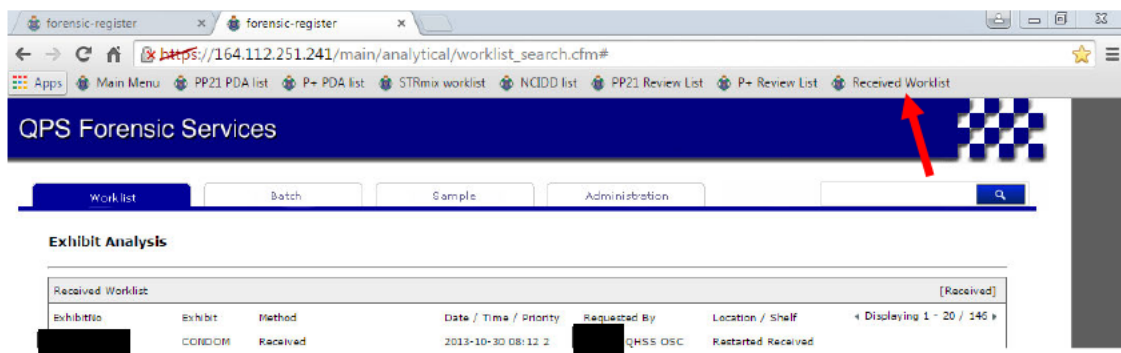 forensic-register × forensic-register ×
https://164.112.251.241/main/analytical/worklist_search.cfm#
Apps Main Menu PP21 PDA list P+ PDA list STRmix worklist NCIDD list PP21 Review List P+ Review List Received Worklist
QPS Forensic Services
Worklist Batch Sample Administration
Exhibit Analysis
Received Worklist [Received]
ExhibitNo Exhibit Method Date / Time / Priority Requested By Location / Shelf Displaying 1 - 20 / 146
CONDOM Received 2013-10-30 08:12 2 QHSS OSC Restarted Received